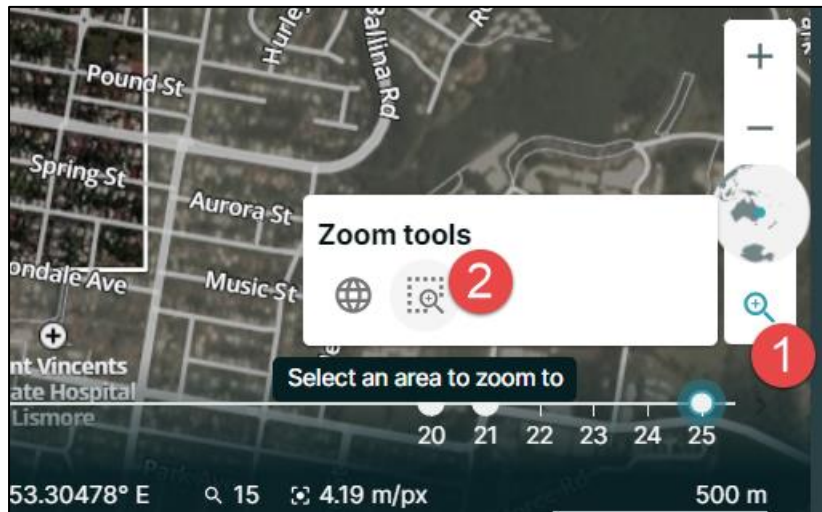 Hurley
Ballina Rd
Pound St
Spring St
Aurora St
ondale Ave
Music St
nt Vincents
ate Hospital
Lismore
Zoom tools
2
1
Select an area to zoom to
20 21 22 23 24 25
53.30478° E 15 4.19 m/px 500 m